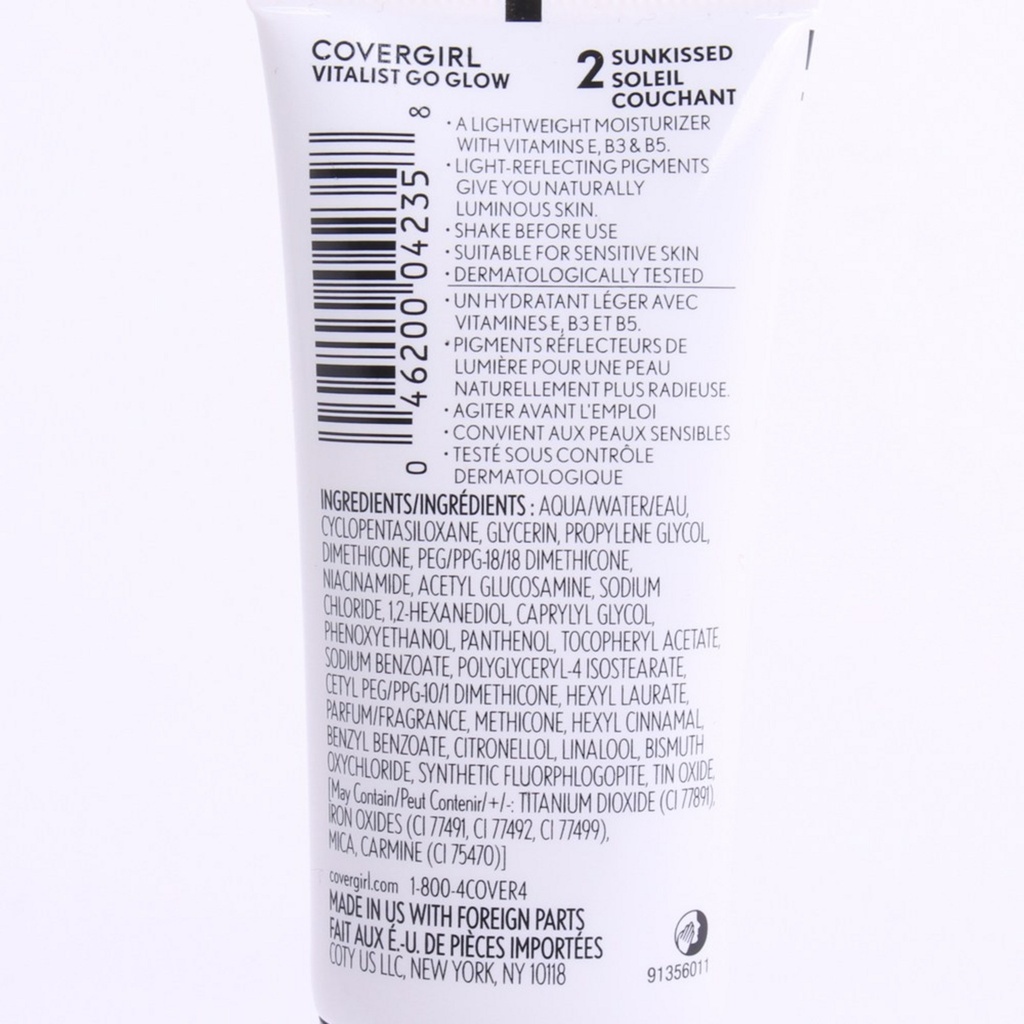 COVERGIRL
VITALIST GO GLOW
2 SUNKISSED
SOLEIL
COUCHANT
0 46200 04235 8
· A LIGHTWEIGHT MOISTURIZER
WITH VITAMINS E, B3 & B5.
· LIGHT-REFLECTING PIGMENTS
GIVE YOU NATURALLY
LUMINOUS SKIN.
· SHAKE BEFORE USE
· SUITABLE FOR SENSITIVE SKIN
· DERMATOLOGICALLY TESTED
· UN HYDRATANT LÉGER AVEC
VITAMINES E, B3 ET B5.
· PIGMENTS RÉFLECTEURS DE
LUMIÈRE POUR UNE PEAU
NATURELLEMENT PLUS RADIEUSE.
· AGITER AVANT L'EMPLOI
· CONVIENT AUX PEAUX SENSIBLES
· TESTÉ SOUS CONTRÔLE
DERMATOLOGIQUE
INGREDIENTS/INGRÉDIENTS : AQUA/WATER/EAU,
CYCLOPENTASILOXANE, GLYCERIN, PROPYLENE GLYCOL,
DIMETHICONE, PEG/PPG-18/18 DIMETHICONE,
NIACINAMIDE, ACETYL GLUCOSAMINE, SODIUM
CHLORIDE, 1,2-HEXANEDIOL, CAPRYLYL GLYCOL,
PHENOXYETHANOL, PANTHENOL, TOCOPHERYL ACETATE,
SODIUM BENZOATE, POLYGLYCERYL-4 ISOSTEARATE,
CETYL PEG/PPG-10/1 DIMETHICONE, HEXYL LAURATE,
PARFUM/FRAGRANCE, METHICONE, HEXYL CINNAMAL,
BENZYL BENZOATE, CITRONELLOL, LINALOOL, BISMUTH
OXYCHLORIDE, SYNTHETIC FLUORPHLOGOPITE, TIN OXIDE,
[May Contain/Peut Contenir/+/-: TITANIUM DIOXIDE (CI 77891),
IRON OXIDES (CI 77491, CI 77492, CI 77499),
MICA, CARMINE (CI 75470)]
covergirl.com 1-800-4COVER4
MADE IN US WITH FOREIGN PARTS
FAIT AUX É.-U. DE PIÈCES IMPORTÉES
COTY US LLC, NEW YORK, NY 10118
91356011